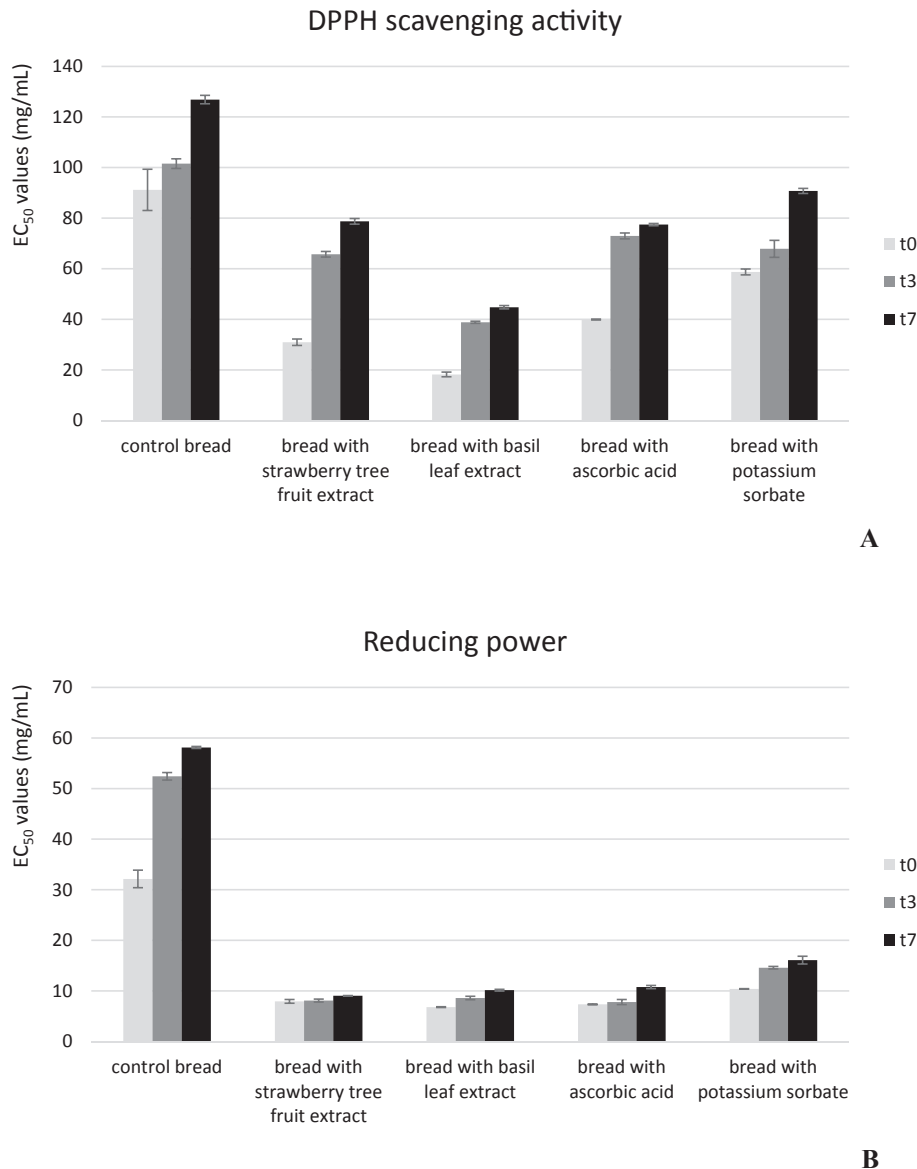 DPPH scavenging activity
EC₅₀ values (mg/mL)
140
120
100
80
60
40
20
0
control bread
bread with
strawberry tree
fruit extract
bread with basil
leaf extract
bread with
ascorbic acid
bread with
potassium
sorbate
t0
t3
t7
A
Reducing power
EC₅₀ values (mg/mL)
70
60
50
40
30
20
10
0
control bread
bread with
strawberry tree
fruit extract
bread with basil
leaf extract
bread with
ascorbic acid
bread with
potassium sorbate
t0
t3
t7
B